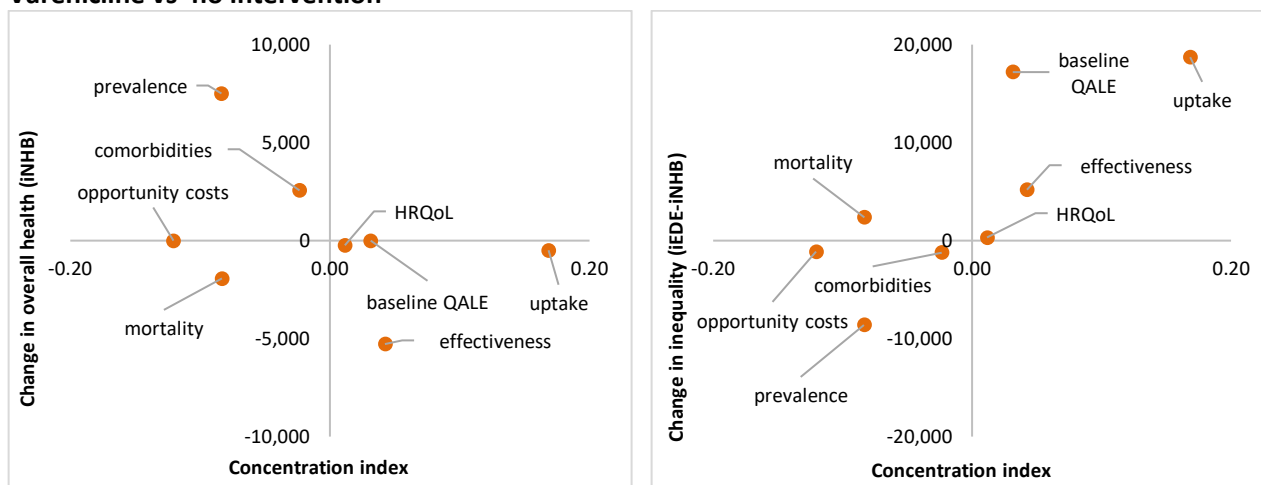 Varenicline vs no intervention
10,000
5,000
0
-5,000
-10,000
-0.20
0.00
0.20
prevalence
comorbidities
opportunity costs
HRQoL
mortality
baseline QALE
uptake
effectiveness
Change in overall health (iNHB)
Concentration index
20,000
10,000
0
-10,000
-20,000
-0.20
0.00
0.20
baseline
QALE
uptake
mortality
effectiveness
HRQoL
comorbidities
opportunity costs
prevalence
Change in inequality (iEDE-iNHB)
Concentration index